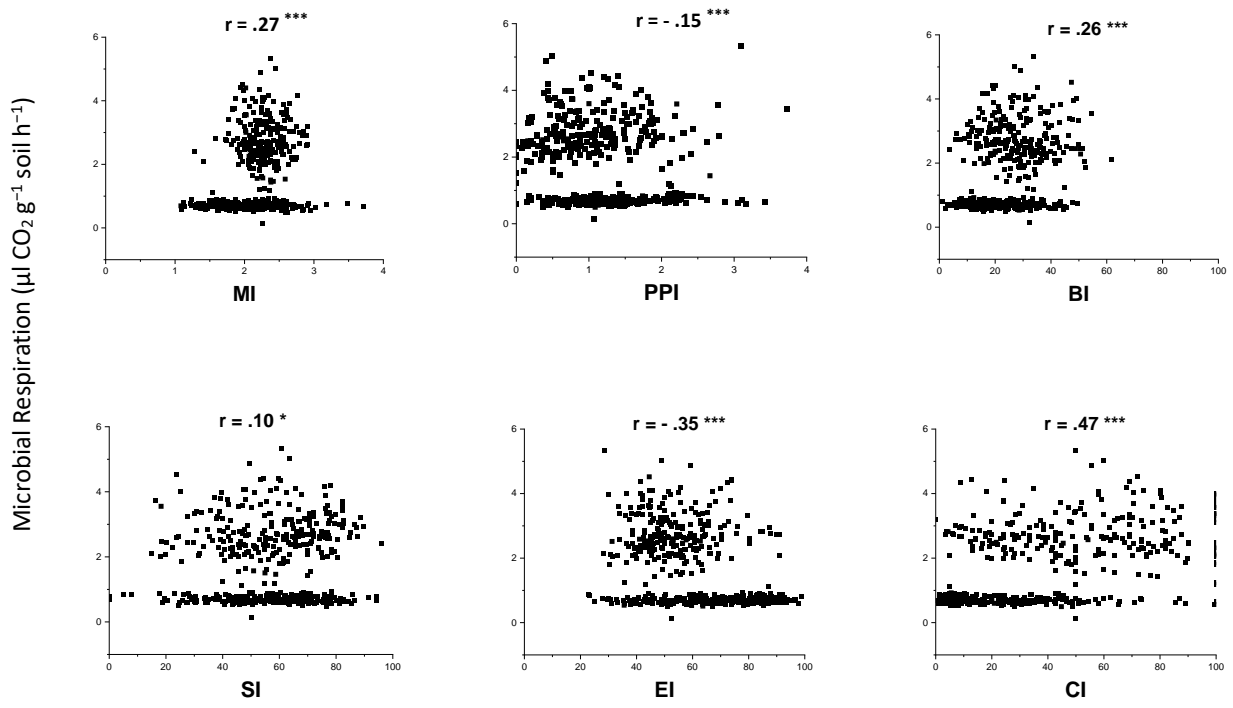 Microbial Respiration (µl CO₂ g⁻¹ soil h⁻¹)
r = .27 ***
6
4
2
0
0 1 2 3 4
MI
r = - .15 ***
6
4
2
0
0 1 2 3 4
PPI
r = .26 ***
6
4
2
0
0 20 40 60 80 100
BI
r = .10 *
6
4
2
0
0 20 40 60 80 100
SI
r = - .35 ***
6
4
2
0
0 20 40 60 80 100
EI
r = .47 ***
6
4
2
0
0 20 40 60 80 100
CI